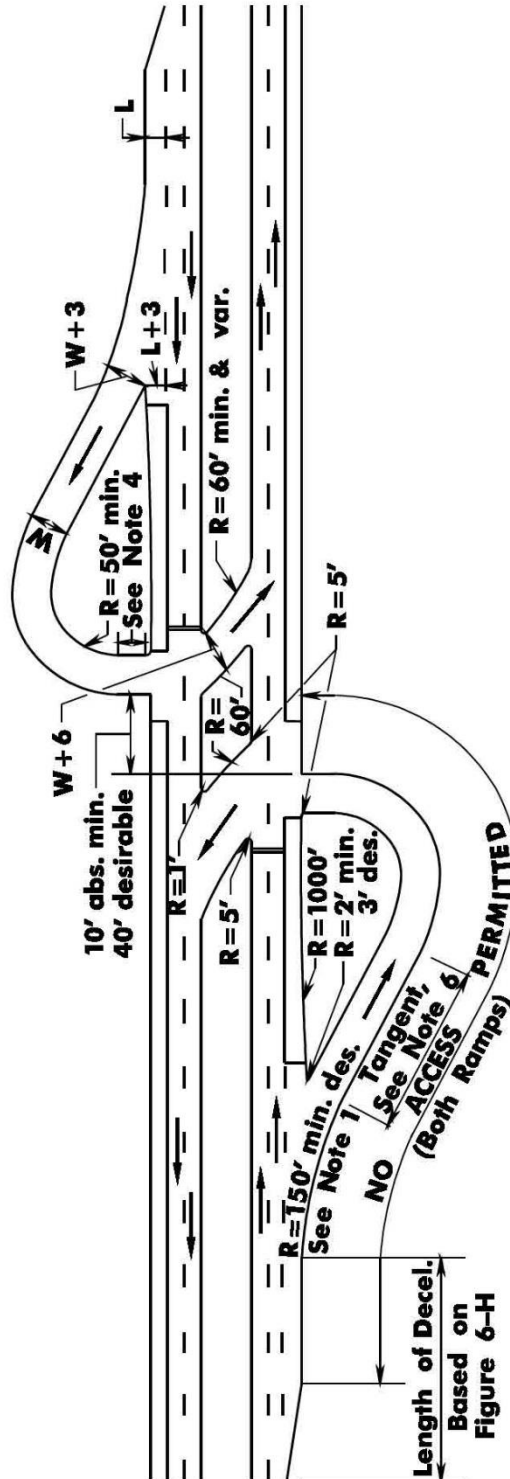 L
W+3
L+3
W
R=50' min.
See Note 4
R=60' min. & var.
W+6
R=
60'
R=5'
10' abs. min.
40' desirable
R=1'
R=5'
R=1000'
R=2' min.
3' des.
R=150' min. des.
See Note 1
Tangent,
See Note 6
NO ACCESS PERMITTED
(Both Ramps)
Length of Decel.
Based on
Figure 6-H